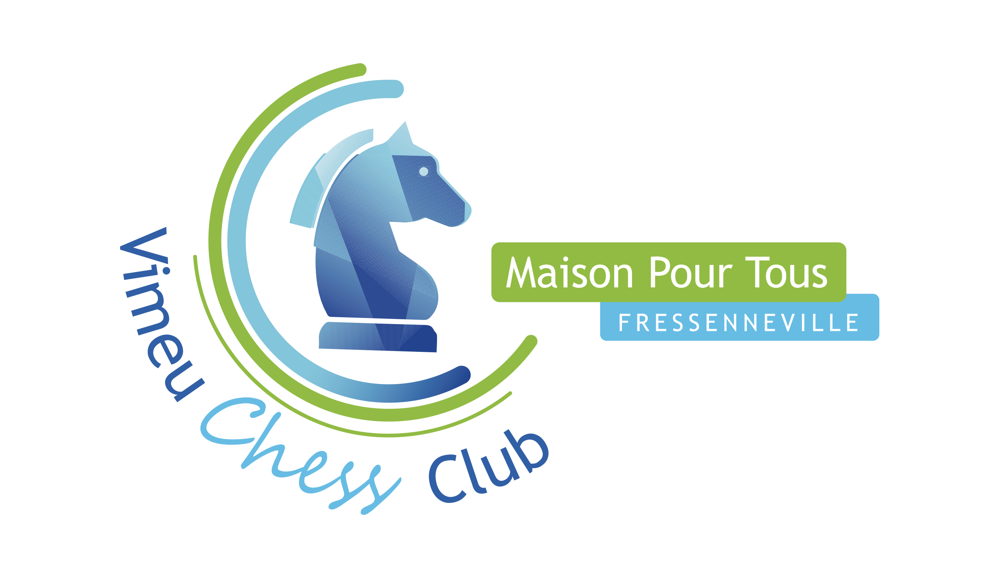 Vimeu Chess Club
Maison Pour Tous
FRESSENNEVILLE